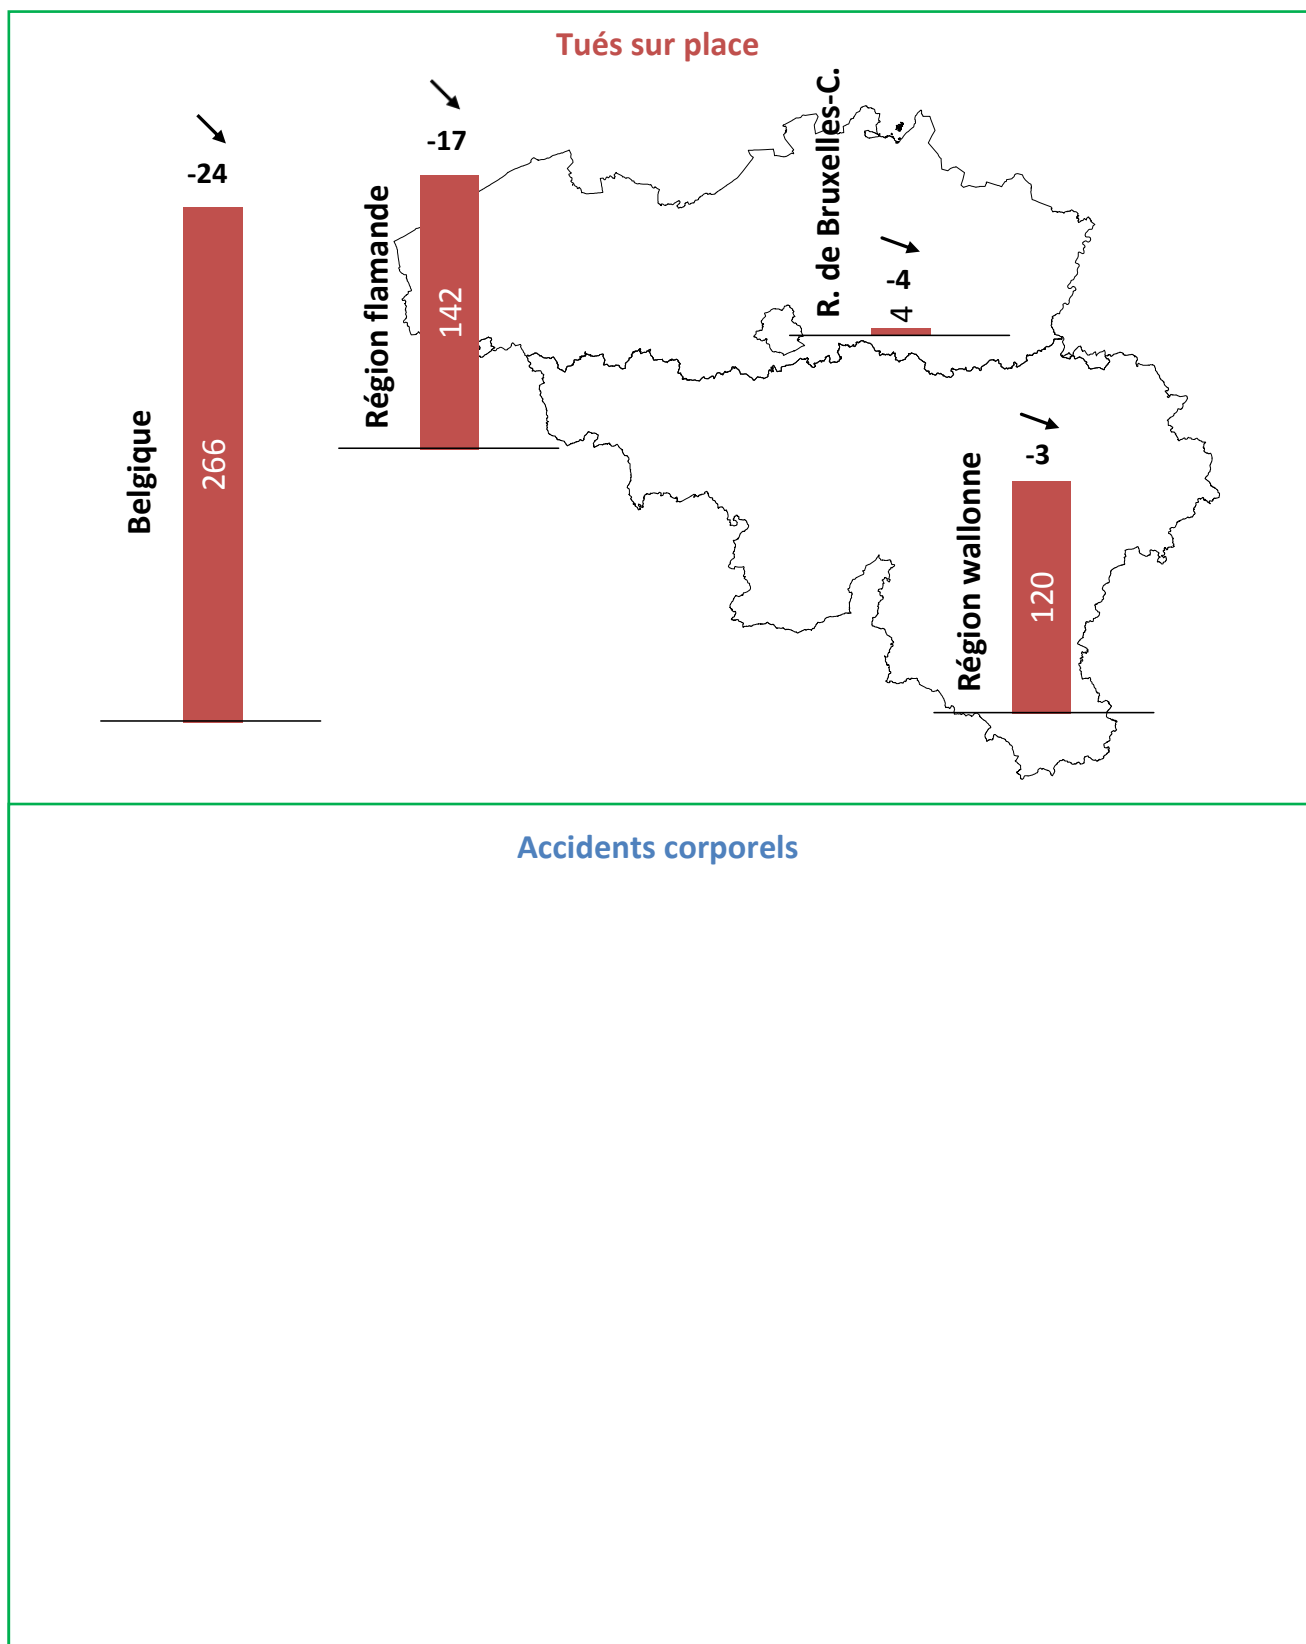 Tués sur place
-24
Belgique
266
-17
Région flamande
142
R. de Bruxelles-C.
-4
4
-3
Région wallonne
120
Accidents corporels